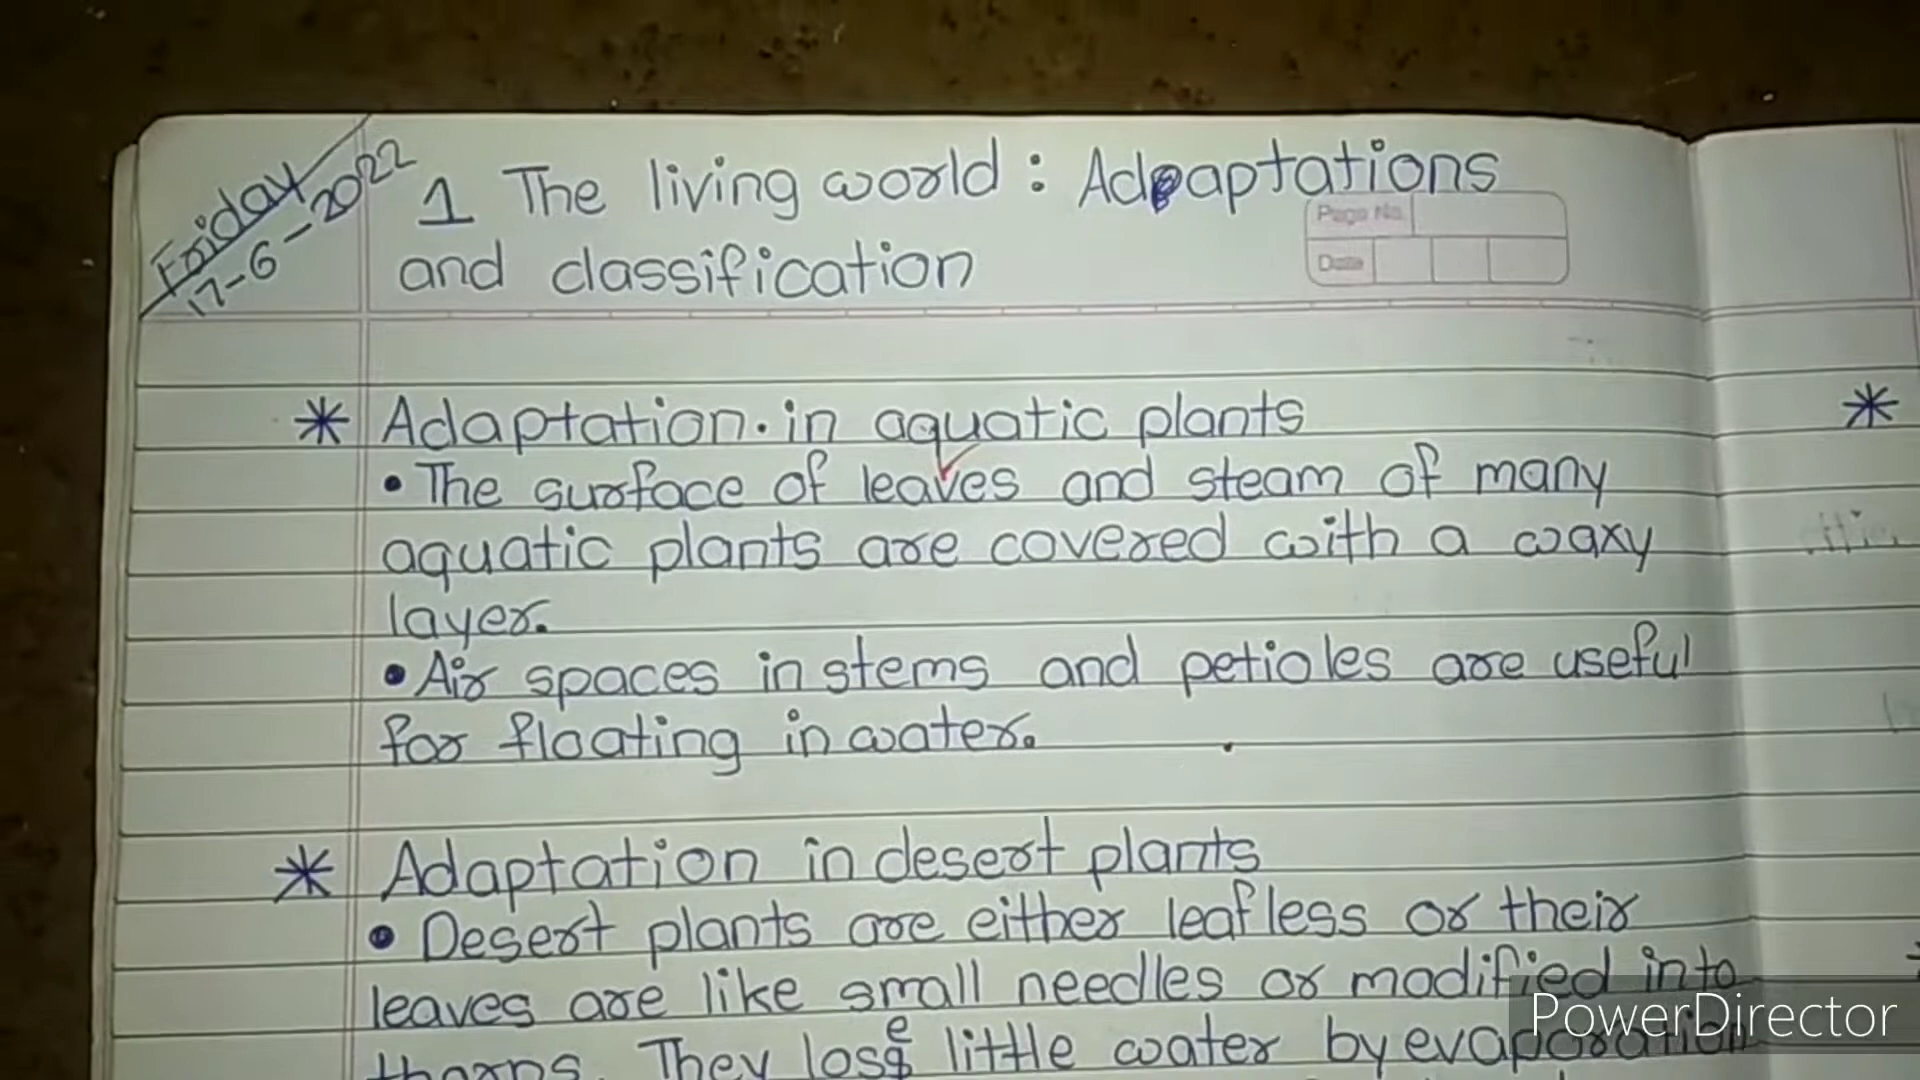 Friday
17-6-2022
1 The living world : Adaptations
and classification
Page No.
Date
* Adaptation. in aquatic plants
• The surface of leaves and steam of many
aquatic plants are covered with a waxy
layer.
• Air spaces in stems and petioles are useful
for floating in water.
* Adaptation in desert plants
• Desert plants are either leafless or their
leaves are like small needles or modified into
thorns. They lose little water by evaporation
*
PowerDirector